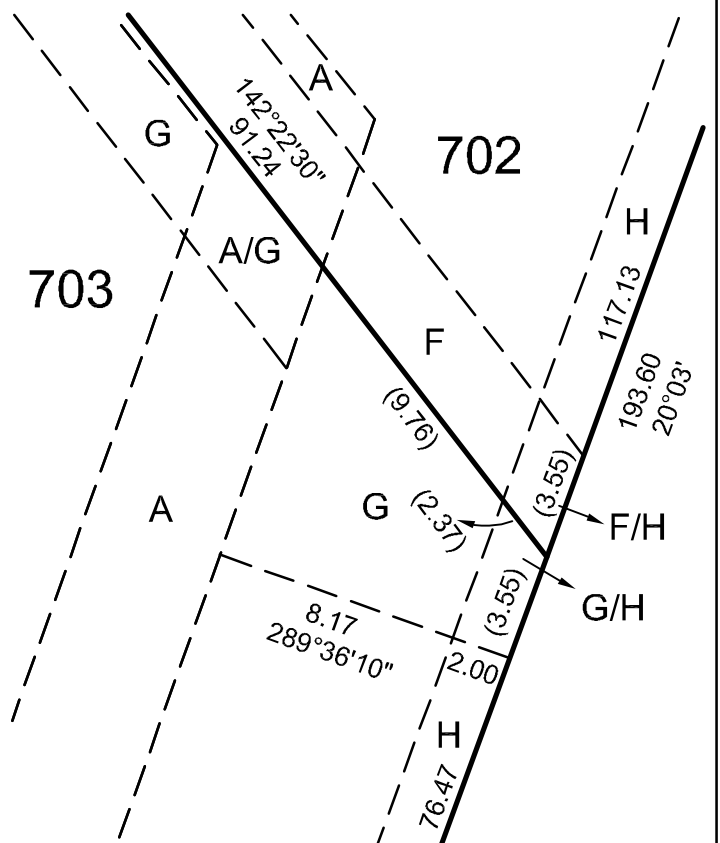 A
G
142°22'30"
91.24
702
H
A/G
703
117.13
F
193.60
20°03'
(9.76)
(3.55)
A
G
(2.37)
F/H
(3.55)
G/H
8.17
289°36'10"
2.00
H
76.47